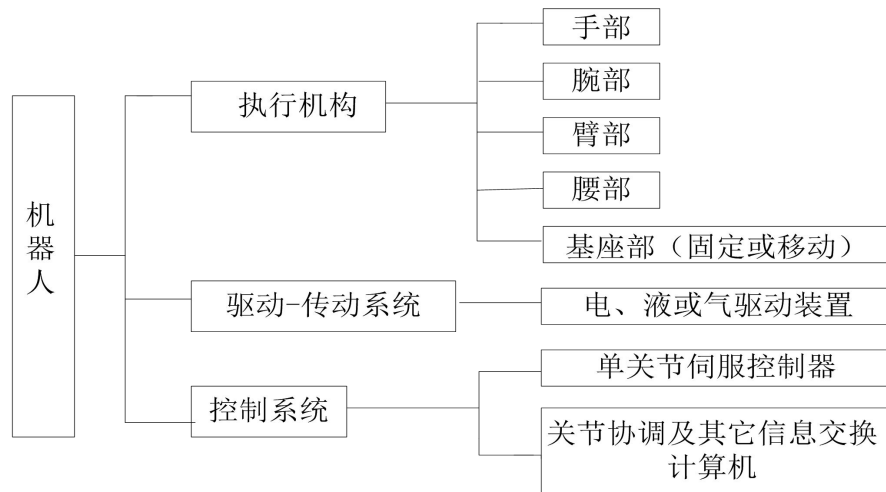 机器人
执行机构
手部
腕部
臂部
腰部
基座部（固定或移动）
驱动-传动系统
电、液或气驱动装置
控制系统
单关节伺服控制器
关节协调及其它信息交换
计算机